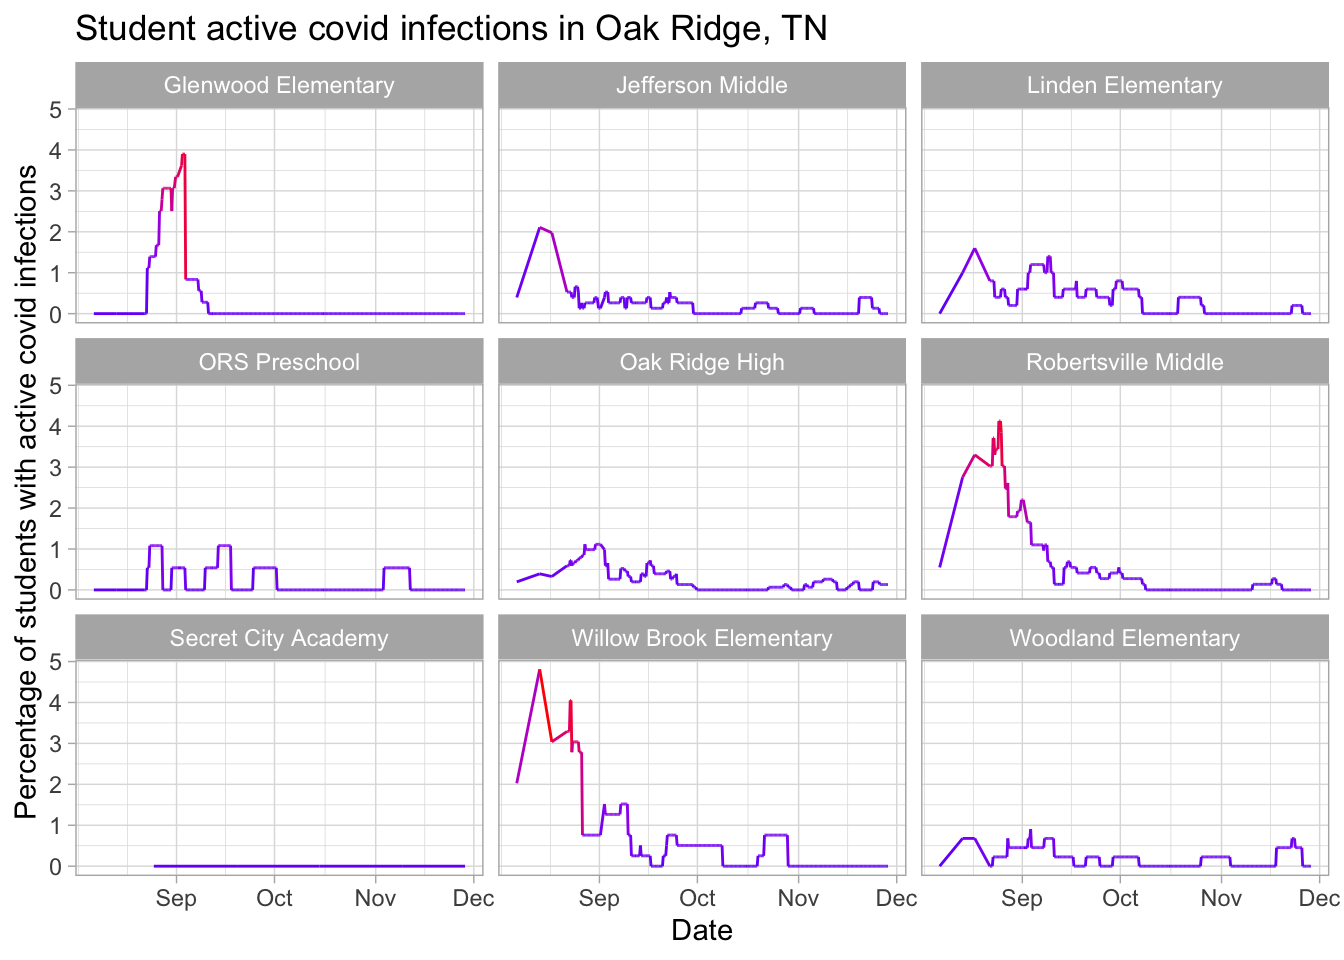 Student active covid infections in Oak Ridge, TN
Glenwood Elementary
Jefferson Middle
Linden Elementary
5
4
3
2
1
0
ORS Preschool
Oak Ridge High
Robertsville Middle
5
4
3
2
1
0
Secret City Academy
Willow Brook Elementary
Woodland Elementary
5
4
3
2
1
0
Percentage of students with active covid infections
Sep Oct Nov Dec
Sep Oct Nov Dec
Sep Oct Nov Dec
Date